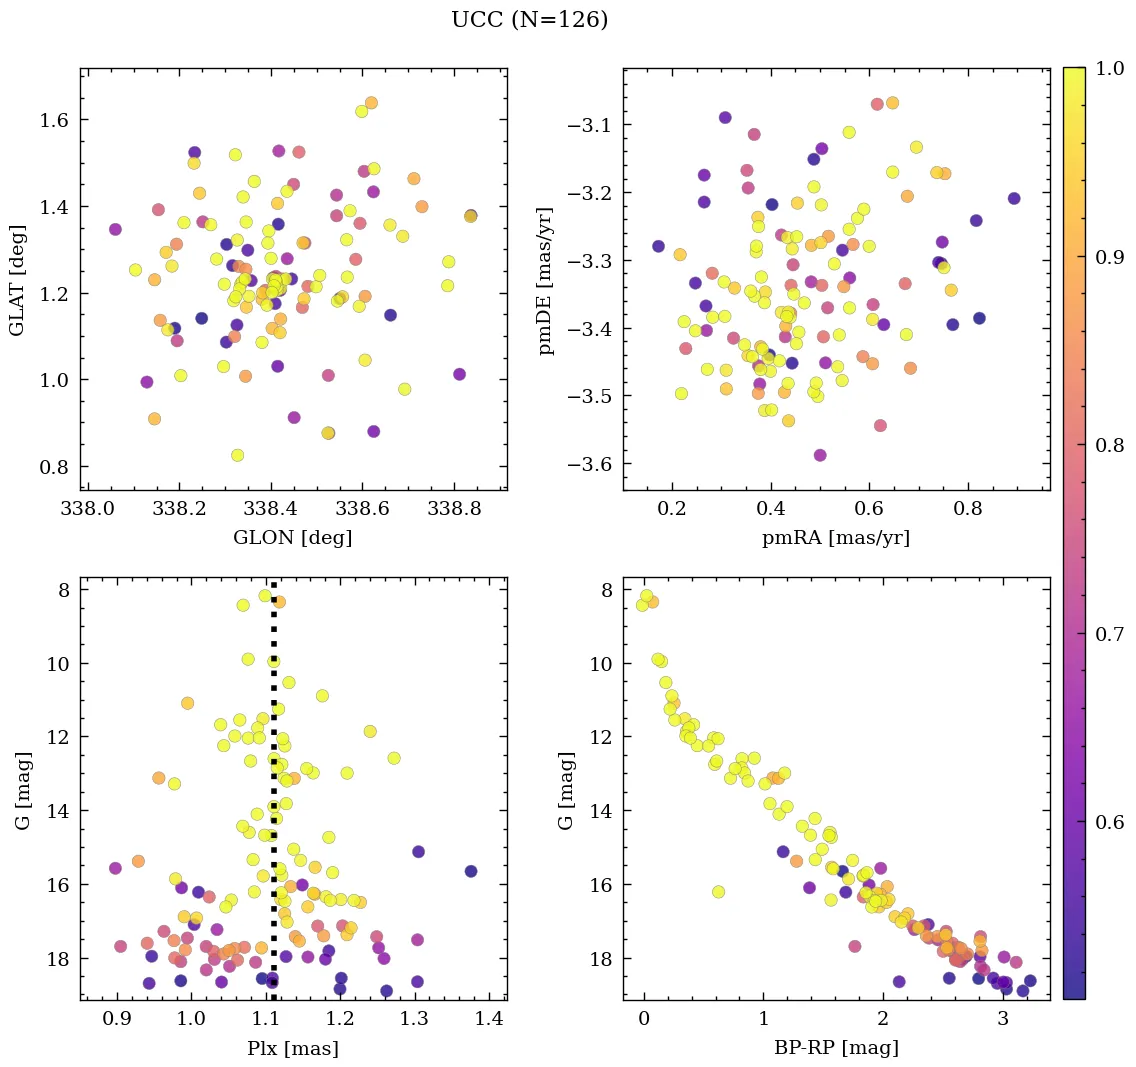 UCC (N=126)
1.6
1.4
1.2
1.0
0.8
GLAT [deg]
338.0 338.2 338.4 338.6 338.8
GLON [deg]
−3.1
−3.2
−3.3
−3.4
−3.5
−3.6
pmDE [mas/yr]
0.2 0.4 0.6 0.8
pmRA [mas/yr]
8
10
12
14
16
18
G [mag]
0.9 1.0 1.1 1.2 1.3 1.4
Plx [mas]
8
10
12
14
16
18
G [mag]
0 1 2 3
BP-RP [mag]
1.0
0.9
0.8
0.7
0.6